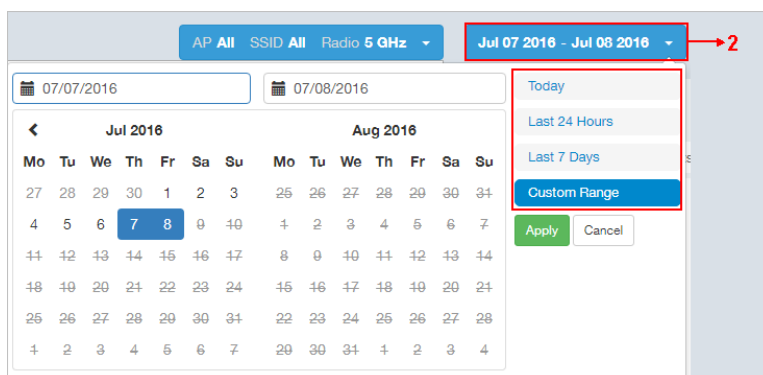 AP All SSID All Radio 5 GHz Jul 07 2016 - Jul 08 2016 2
07/07/2016 07/08/2016 Today
Last 24 Hours
Last 7 Days
Custom Range
Apply Cancel
Jul 2016
Mo Tu We Th Fr Sa Su
27 28 29 30 1 2 3
4 5 6 7 8 9 10
11 12 13 14 15 16 17
18 19 20 21 22 23 24
25 26 27 28 29 30 31
1 2 3 4 5 6 7
Aug 2016
Mo Tu We Th Fr Sa Su
25 26 27 28 29 30 31
1 2 3 4 5 6 7
8 9 10 11 12 13 14
15 16 17 18 19 20 21
22 23 24 25 26 27 28
29 30 31 1 2 3 4